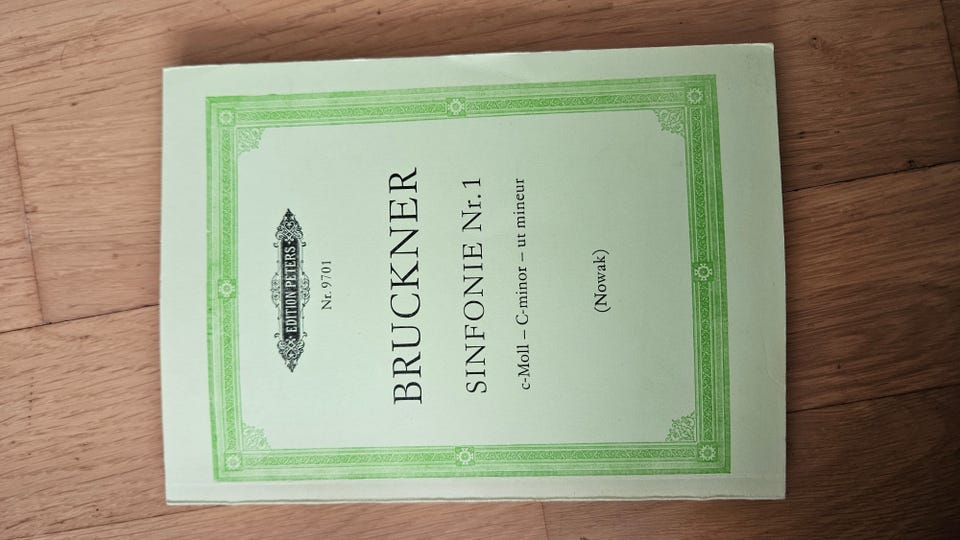 EDITION PETERS
Nr. 9701
BRUCKNER
SINFONIE Nr. 1
c-Moll – C-minor – ut mineur
(Nowak)